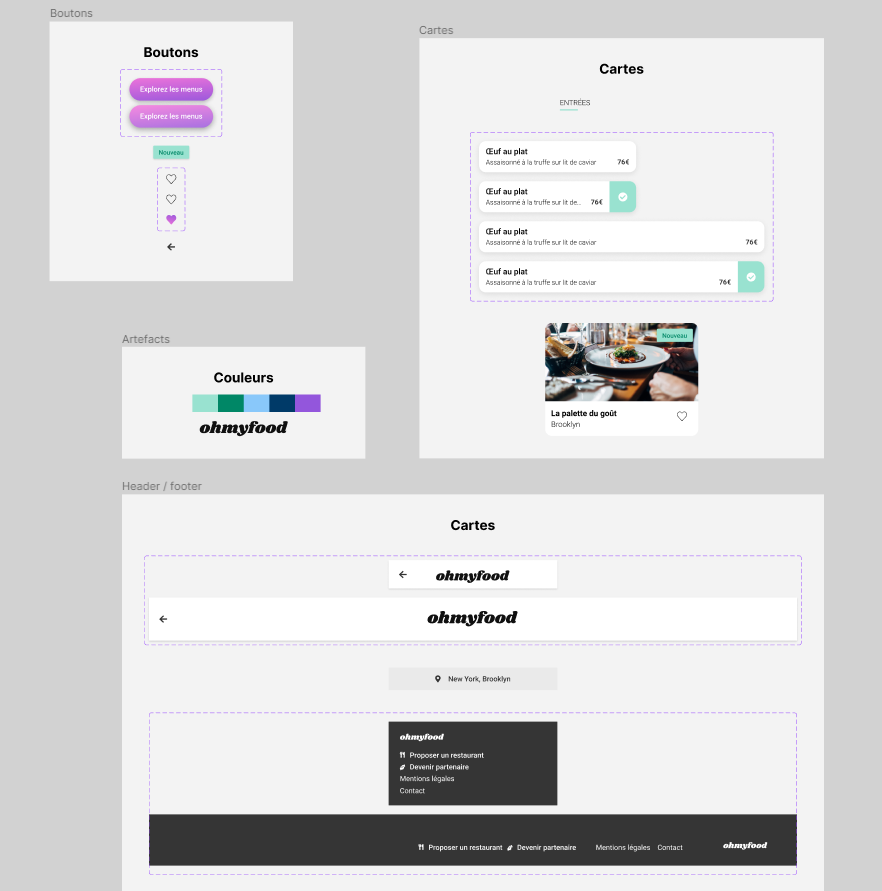 Boutons
Boutons
Explorez les menus
Explorez les menus
Nouveau
Cartes
Cartes
ENTRÉES
Œuf au plat
Assaisonné à la truffe sur lit de caviar 76€
Œuf au plat
Assaisonné à la truffe sur lit de... 76€
Œuf au plat
Assaisonné à la truffe sur lit de caviar 76€
Œuf au plat
Assaisonné à la truffe sur lit de caviar 76€
Nouveau
La palette du goût
Brooklyn
Artefacts
Couleurs
ohmyfood
Header / footer
Cartes
ohmyfood
ohmyfood
New York, Brooklyn
ohmyfood
Proposer un restaurant
Devenir partenaire
Mentions légales
Contact
Proposer un restaurant Devenir partenaire Mentions légales Contact ohmyfood